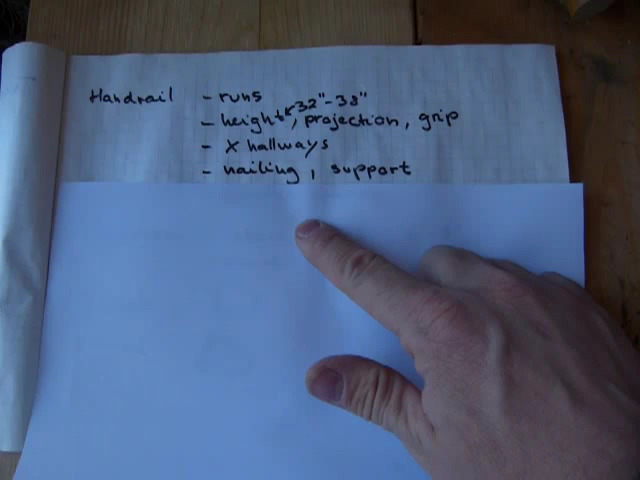 Handrail - runs
32"-38"
- height, projection, grip
- x hallways
- nailing, support